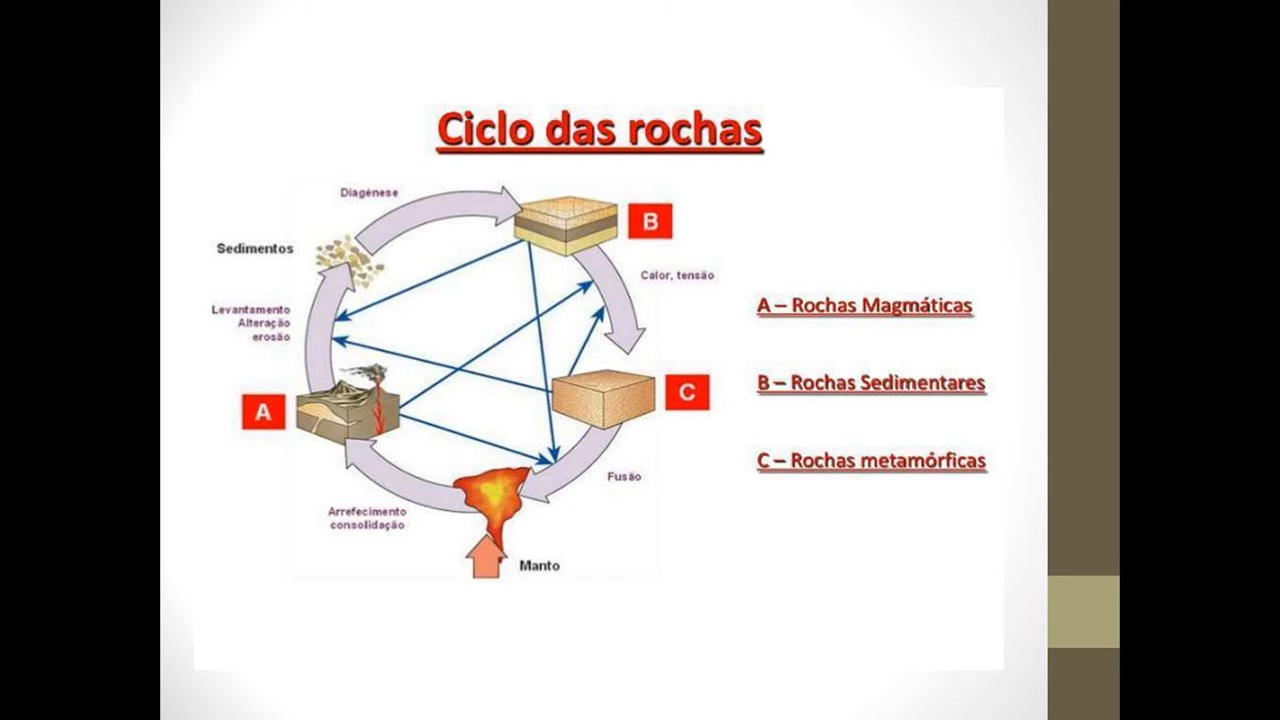 Ciclo das rochas
Diagénese
B
Sedimentos
Calor, tensão
Levantamento
Alteração
erosão
A – Rochas Magmáticas
B – Rochas Sedimentares
C
A
C – Rochas metamórficas
Fusão
Arrefecimento
consolidação
Manto